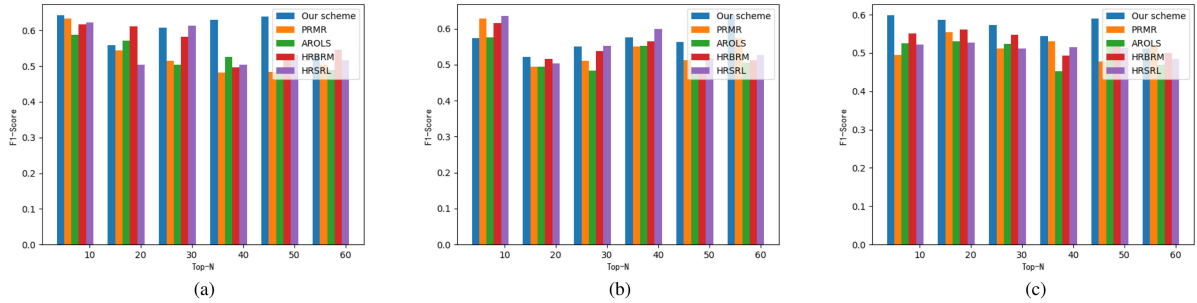 0.6
0.5
0.4
0.3
0.2
0.1
0.0
F1-Score
10 20 30 40 50 60
Top-N
Our scheme
PRMR
AROLS
HRBRM
HRSRL
(a)
0.6
0.5
0.4
0.3
0.2
0.1
0.0
F1-Score
10 20 30 40 50 60
Top-N
Our scheme
PRMR
AROLS
HRBRM
HRSRL
(b)
0.6
0.5
0.4
0.3
0.2
0.1
0.0
F1-Score
10 20 30 40 50 60
Top-N
Our scheme
PRMR
AROLS
HRBRM
HRSRL
(c)